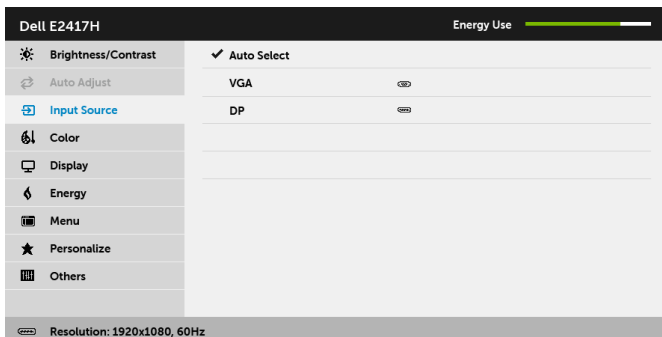 Dell E2417H
Energy Use
Brightness/Contrast
Auto Adjust
Input Source
Color
Display
Energy
Menu
Personalize
Others
Auto Select
VGA
DP
Resolution: 1920x1080, 60Hz